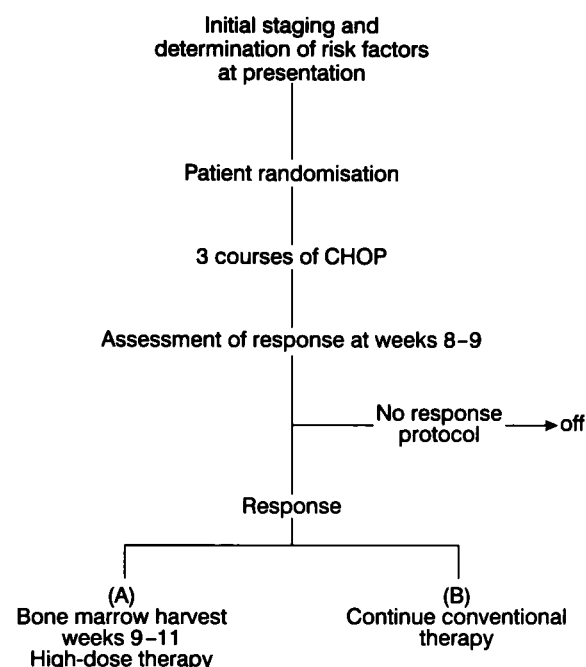 Initial staging and
determination of risk factors
at presentation
Patient randomisation
3 courses of CHOP
Assessment of response at weeks 8–9
No response
protocol
off
Response
(A)
Bone marrow harvest
weeks 9–11
High-dose therapy
(B)
Continue conventional
therapy